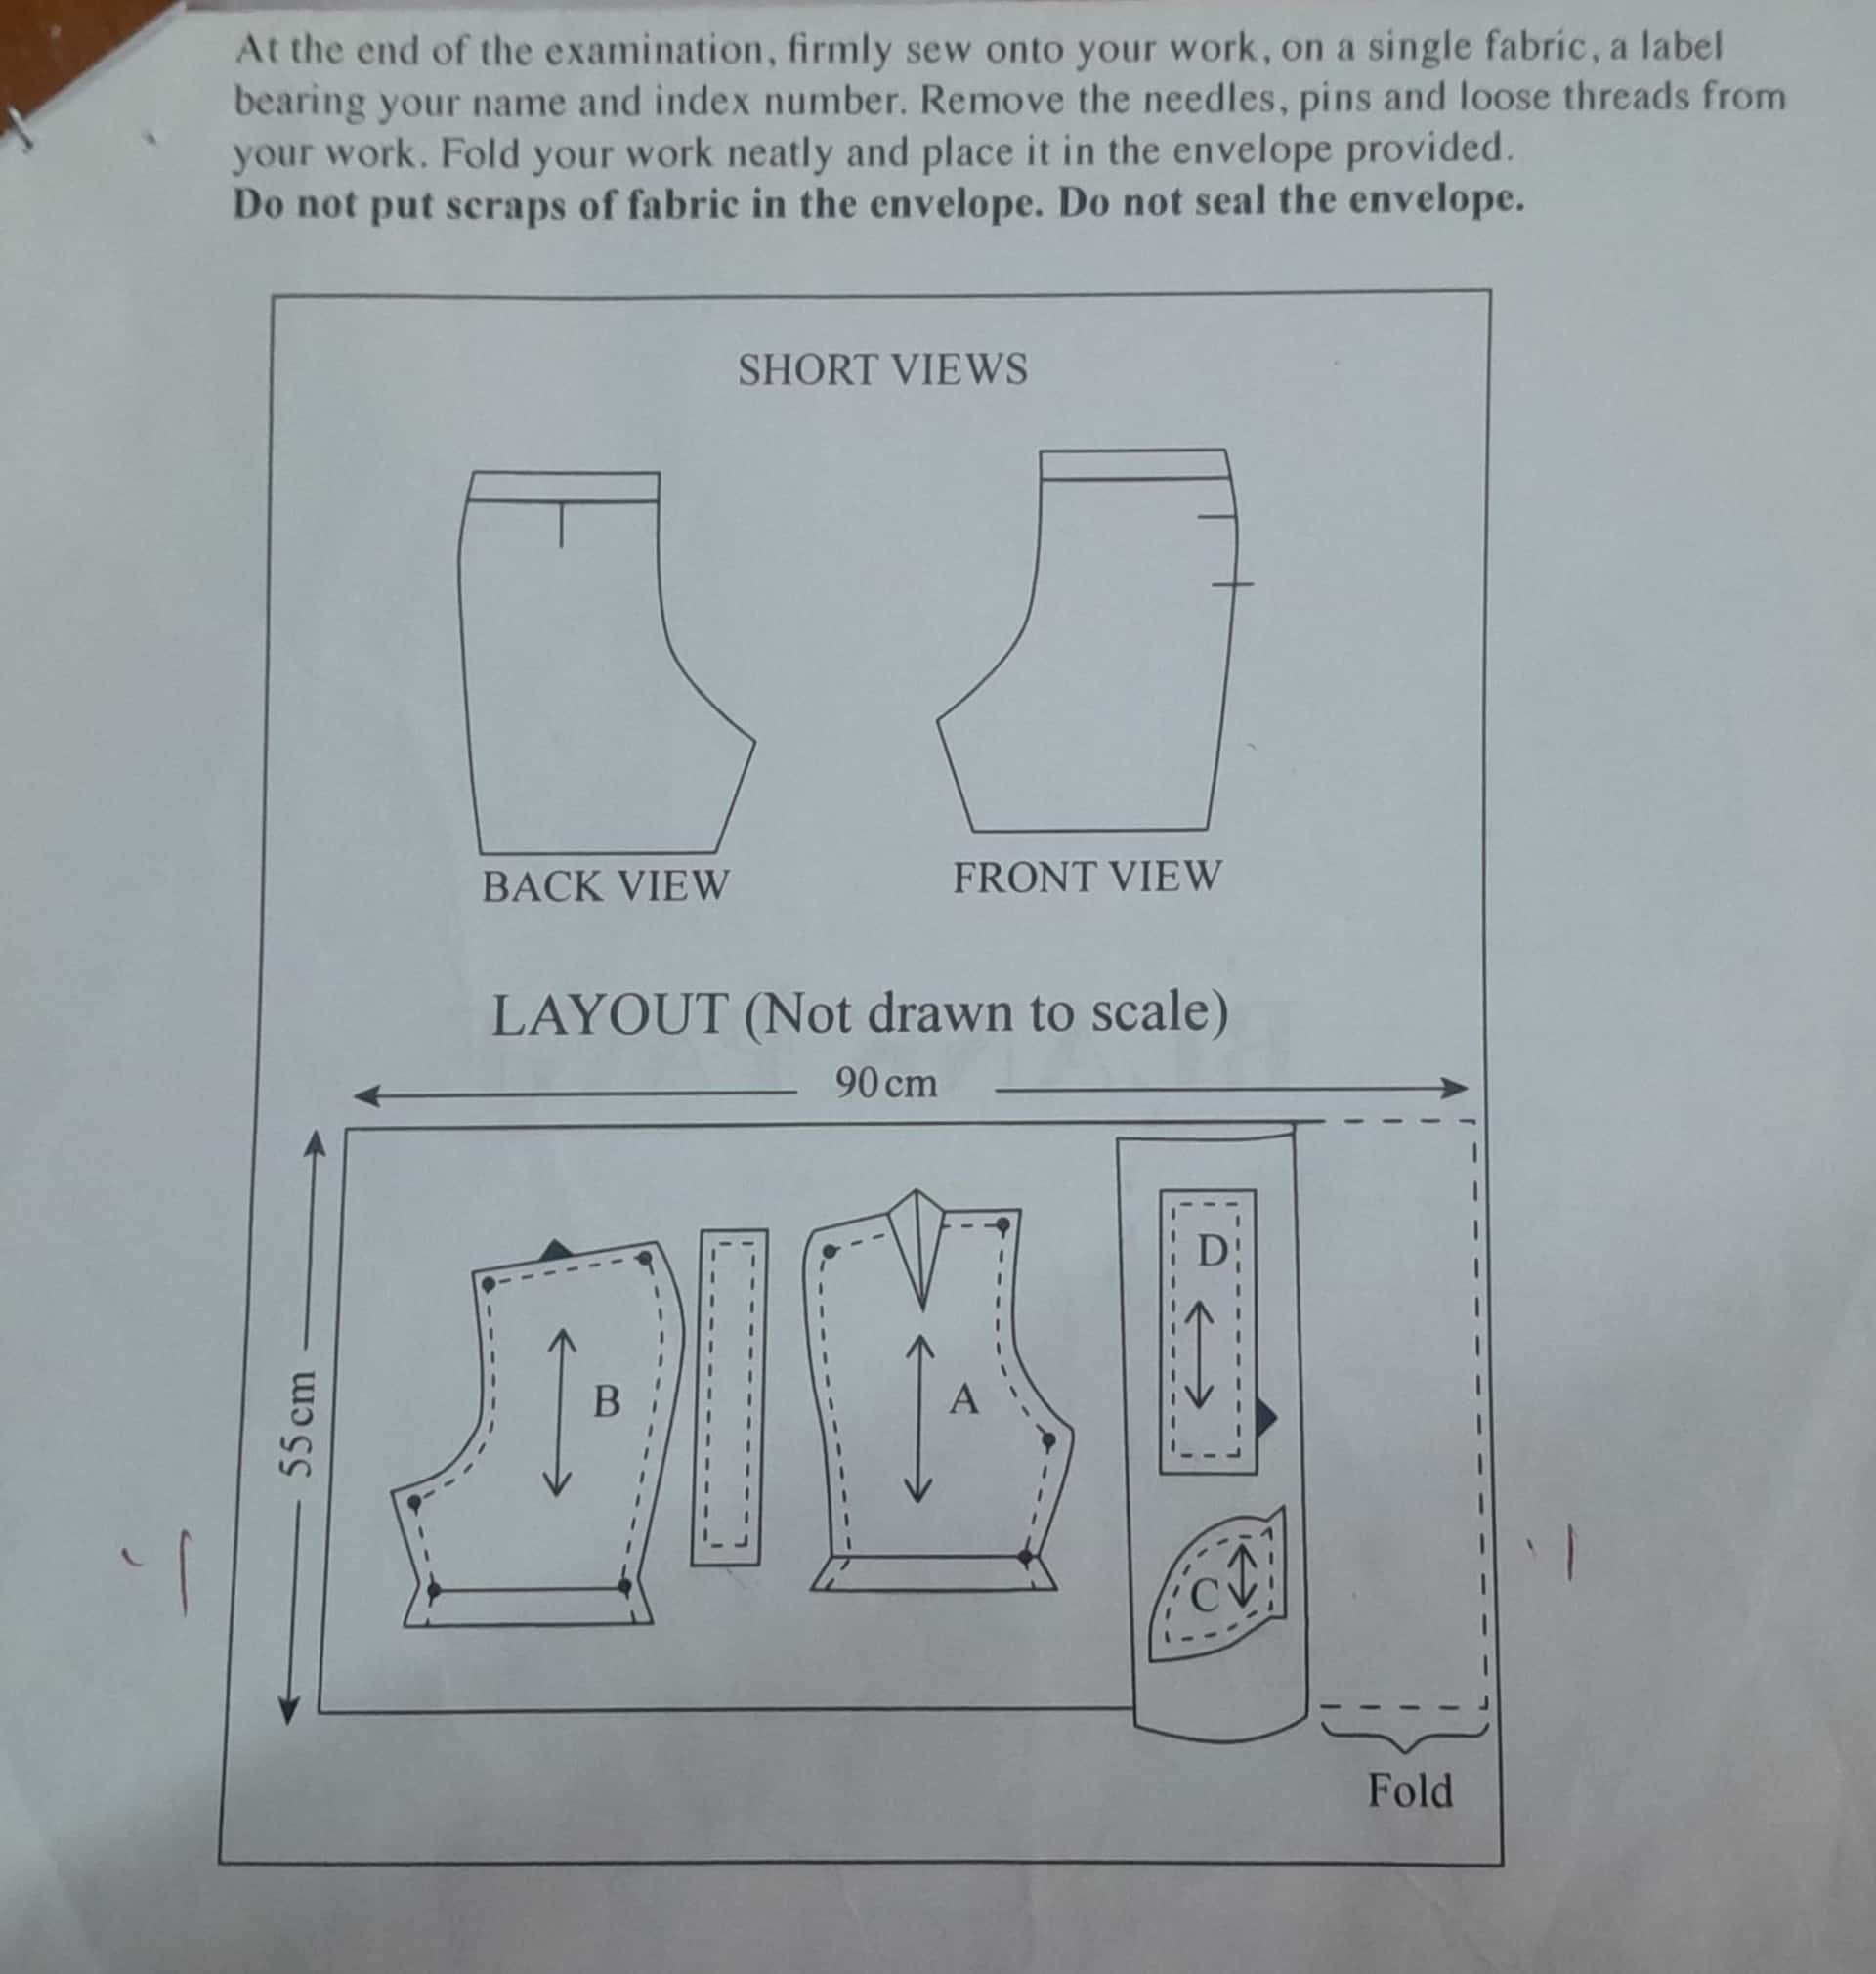 At the end of the examination, firmly sew onto your work, on a single fabric, a label
bearing your name and index number. Remove the needles, pins and loose threads from
your work. Fold your work neatly and place it in the envelope provided.
Do not put scraps of fabric in the envelope. Do not seal the envelope.
SHORT VIEWS
BACK VIEW
FRONT VIEW
LAYOUT (Not drawn to scale)
90 cm
55 cm
B
A
D
C
Fold